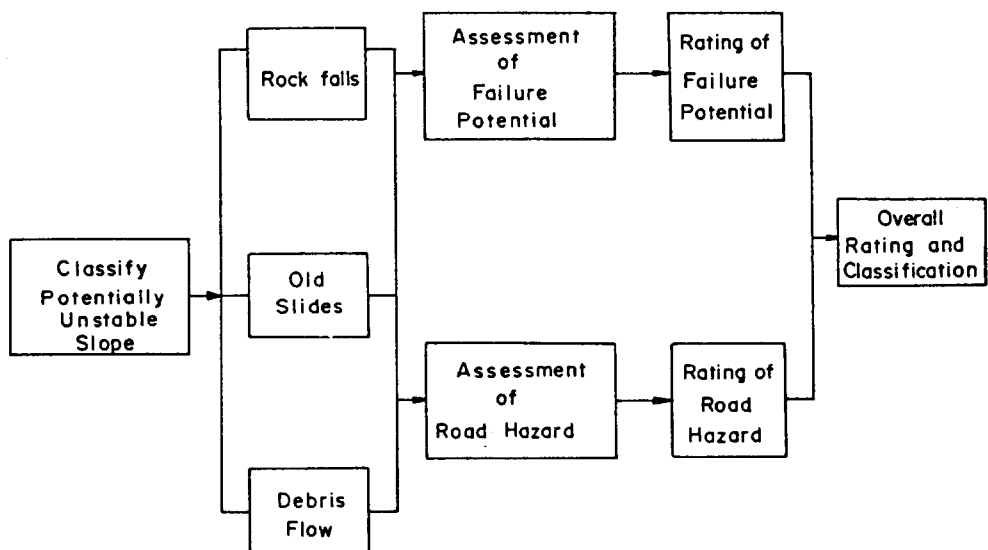 Classify
Potentially
Unstable
Slope
Rock falls
Old
Slides
Debris
Flow
Assessment
of
Failure
Potential
Assessment
of
Road Hazard
Rating of
Failure
Potential
Rating of
Road
Hazard
Overall
Rating and
Classification